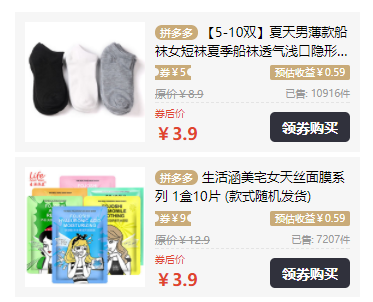 拼多多 【5-10双】夏天男薄款船
袜女短袜夏季船袜透气浅口隐形...
券￥5
预估收益￥0.59
原价￥8.9
已售: 10916件
券后价
￥3.9
领券购买
Life
生活涵美
拼多多 生活涵美宅女天丝面膜系
列 1盒10片 (款式随机发货)
券￥9
预估收益￥0.59
原价￥12.9
已售: 7207件
券后价
￥3.9
领券购买